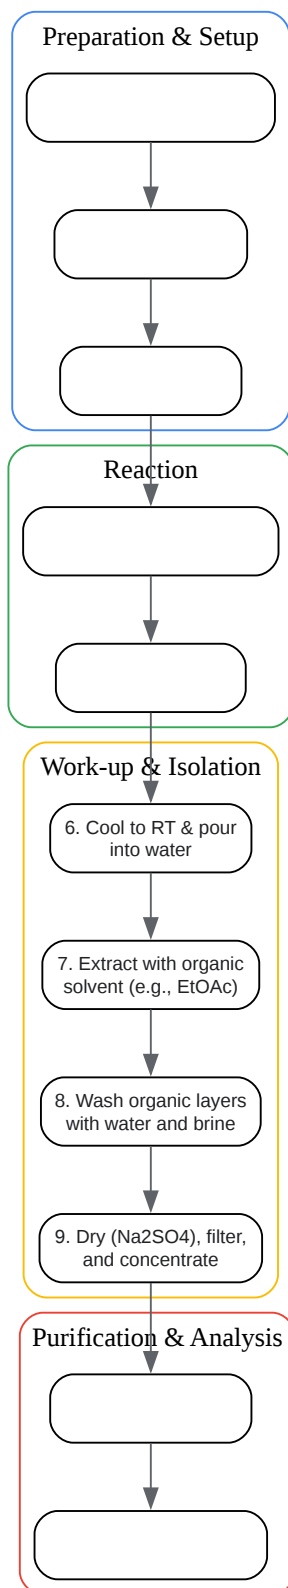 Preparation & Setup
Reaction
Work-up & Isolation
6. Cool to RT & pour
into water
7. Extract with organic
solvent (e.g., EtOAc)
8. Wash organic layers
with water and brine
9. Dry (Na2SO4), filter,
and concentrate
Purification & Analysis